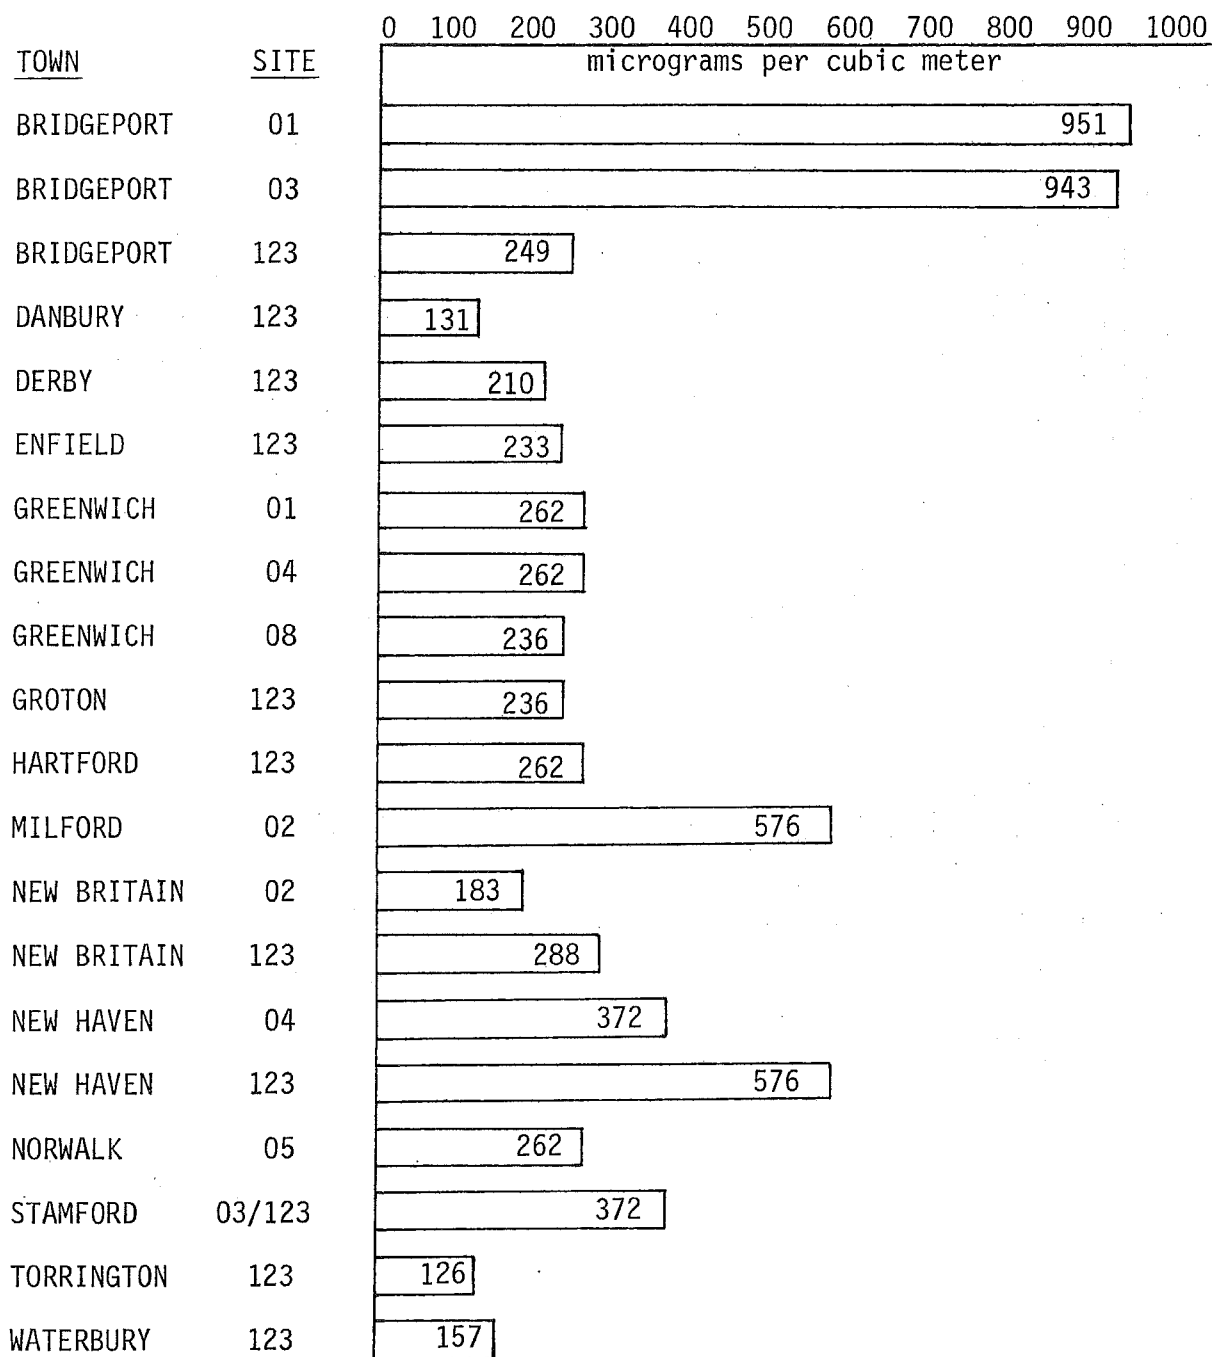 0 100 200 300 400 500 600 700 800 900 1000
TOWN SITE micrograms per cubic meter
BRIDGEPORT 01 951
BRIDGEPORT 03 943
BRIDGEPORT 123 249
DANBURY 123 131
DERBY 123 210
ENFIELD 123 233
GREENWICH 01 262
GREENWICH 04 262
GREENWICH 08 236
GROTON 123 236
HARTFORD 123 262
MILFORD 02 576
NEW BRITAIN 02 183
NEW BRITAIN 123 288
NEW HAVEN 04 372
NEW HAVEN 123 576
NORWALK 05 262
STAMFORD 03/123 372
TORRINGTON 123 126
WATERBURY 123 157